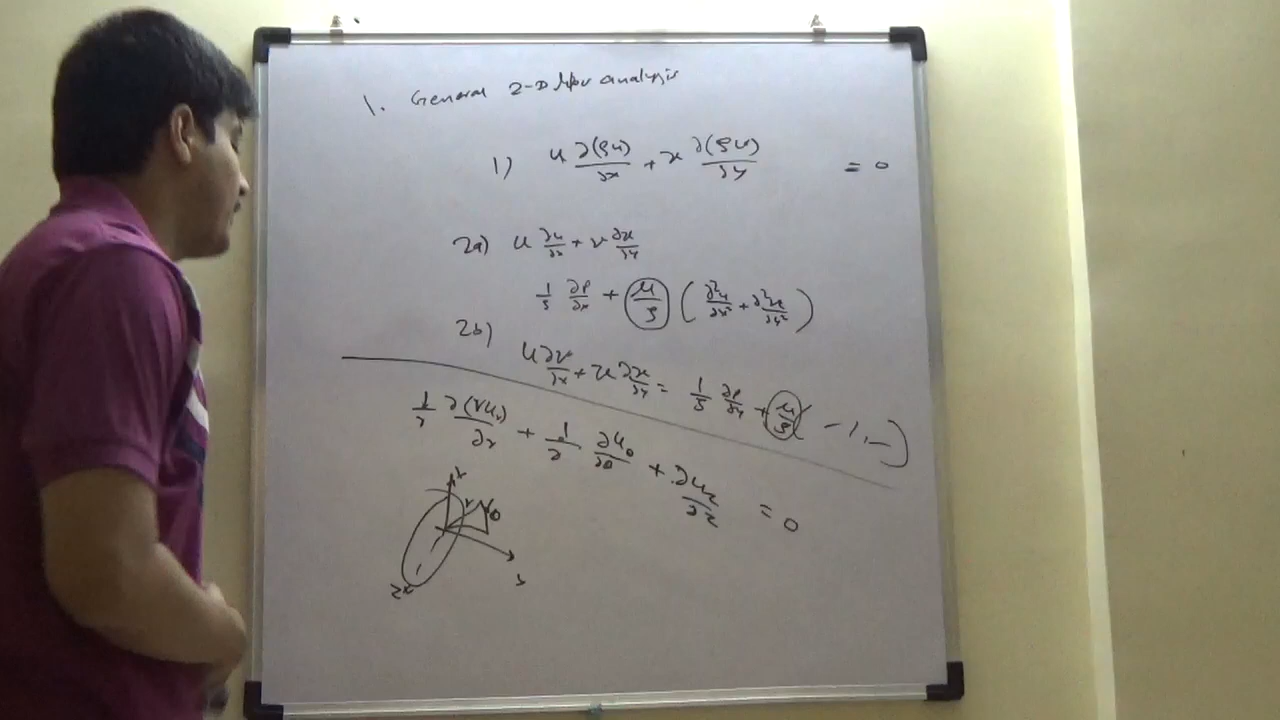 1. General 2-D flow analysis
1) u ∂(ρu)/∂x + v ∂(ρv)/∂y = 0
2a) u ∂u/∂x + v ∂u/∂y
1/ρ ∂P/∂x + μ/ρ (∂²u/∂x² + ∂²u/∂y²)
2b)
u ∂v/∂x + v ∂v/∂y = 1/ρ ∂P/∂y + μ/ρ ( - 1, - )
1/r ∂(r u_r)/∂r + 1/r ∂u_θ/∂θ + ∂u_z/∂z = 0
r
r θ
z